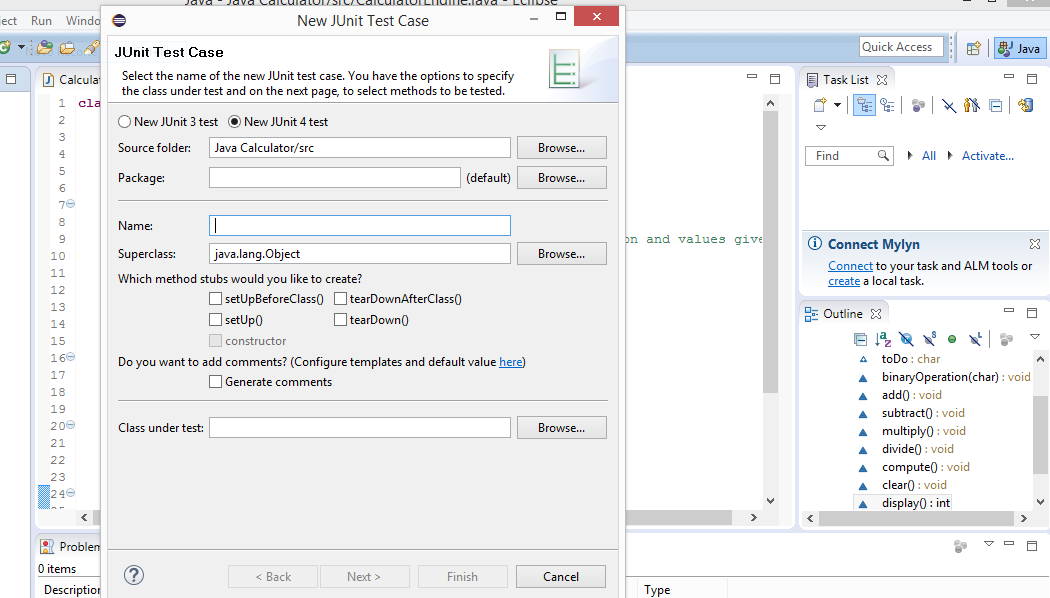 Java - Java Calculator/src/CalculatorEngine.java - Eclipse
ect Run Windo
New JUnit Test Case
Quick Access
Java
JUnit Test Case
Select the name of the new JUnit test case. You have the options to specify
the class under test and on the next page, to select methods to be tested.
New JUnit 3 test New JUnit 4 test
Source folder: Java Calculator/src Browse...
Package: (default) Browse...
Name:
Superclass: java.lang.Object Browse...
Which method stubs would you like to create?
setUpBeforeClass() tearDownAfterClass()
setUp() tearDown()
constructor
Do you want to add comments? (Configure templates and default value here)
Generate comments
Class under test: Browse...
? < Back Next > Finish Cancel
Calculat
1 cla
2
3
4
5
6
7
8
9 on and values give
10
11
12
13
14
15
16
17
18
19
20
21
22
23
24
Task List
Find All Activate...
Connect Mylyn
Connect to your task and ALM tools or
create a local task.
Outline
toDo : char
binaryOperation(char) : void
add() : void
subtract() : void
multiply() : void
divide() : void
compute() : void
clear() : void
display() : int
Problem
0 items
Description Type